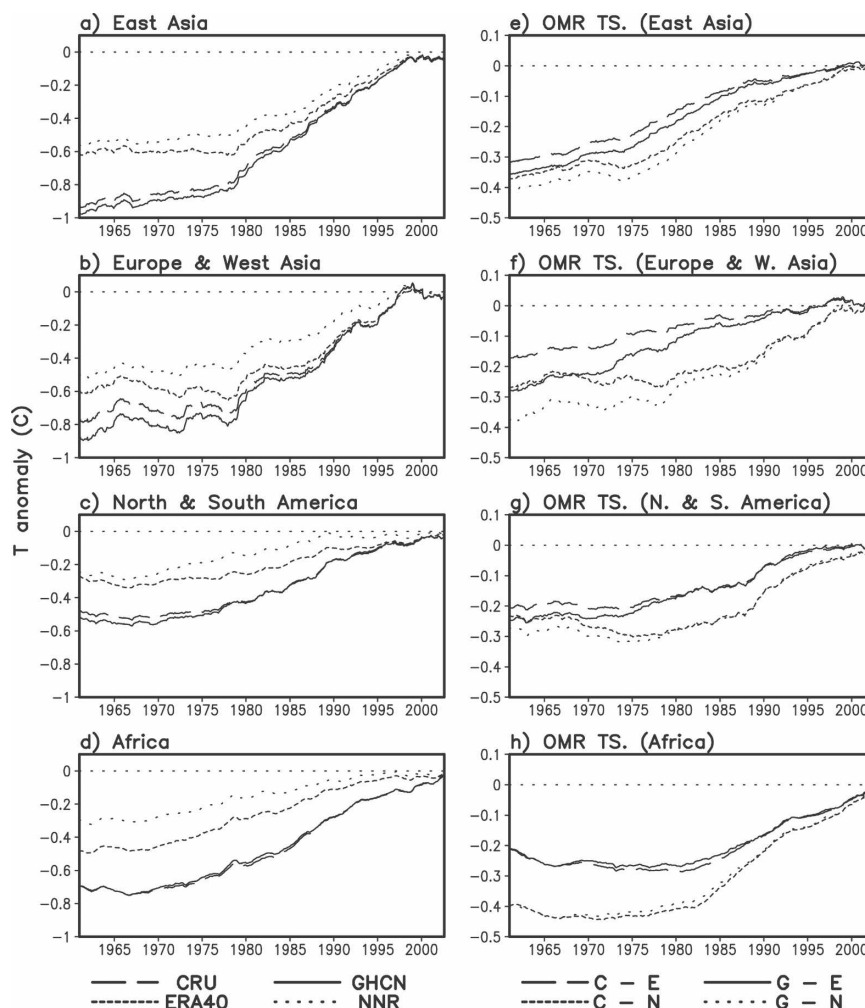 a) East Asia
0
-0.2
-0.4
-0.6
-0.8
-1
1965 1970 1975 1980 1985 1990 1995 2000
e) OMR TS. (East Asia)
0.1
0
-0.1
-0.2
-0.3
-0.4
-0.5
1965 1970 1975 1980 1985 1990 1995 2000
b) Europe & West Asia
0
-0.2
-0.4
-0.6
-0.8
-1
1965 1970 1975 1980 1985 1990 1995 2000
f) OMR TS. (Europe & W. Asia)
0.1
0
-0.1
-0.2
-0.3
-0.4
-0.5
1965 1970 1975 1980 1985 1990 1995 2000
T anomaly (C)
c) North & South America
0
-0.2
-0.4
-0.6
-0.8
-1
1965 1970 1975 1980 1985 1990 1995 2000
g) OMR TS. (N. & S. America)
0.1
0
-0.1
-0.2
-0.3
-0.4
-0.5
1965 1970 1975 1980 1985 1990 1995 2000
d) Africa
0
-0.2
-0.4
-0.6
-0.8
-1
1965 1970 1975 1980 1985 1990 1995 2000
h) OMR TS. (Africa)
0.1
0
-0.1
-0.2
-0.3
-0.4
-0.5
1965 1970 1975 1980 1985 1990 1995 2000
CRU GHCN
ERA40 NNR
C - E G - E
C - N G - N